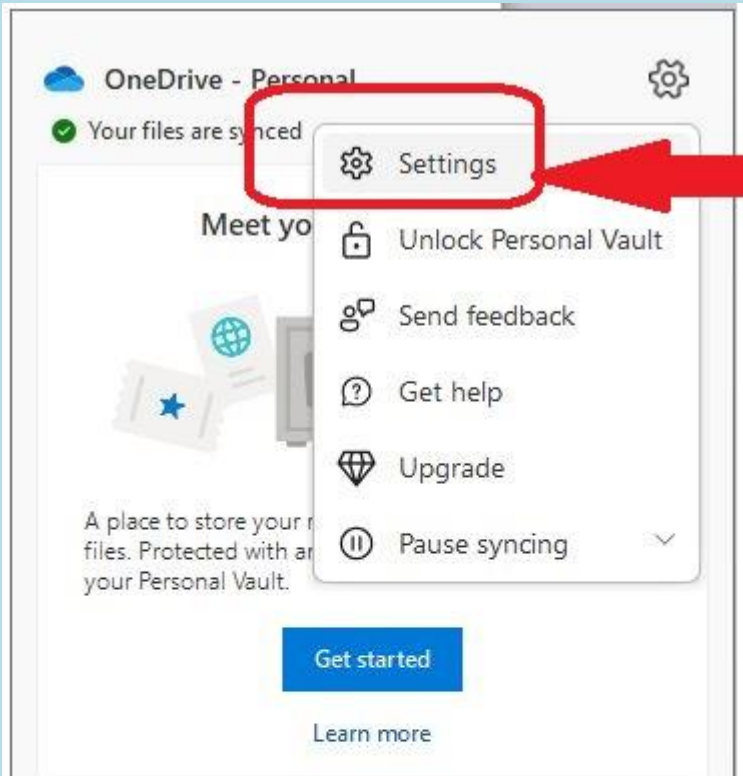 OneDrive - Personal
Your files are synced
Settings
Meet yo
Unlock Personal Vault
Send feedback
Get help
Upgrade
A place to store your
files. Protected with
your Personal Vault.
Pause syncing
Get started
Learn more